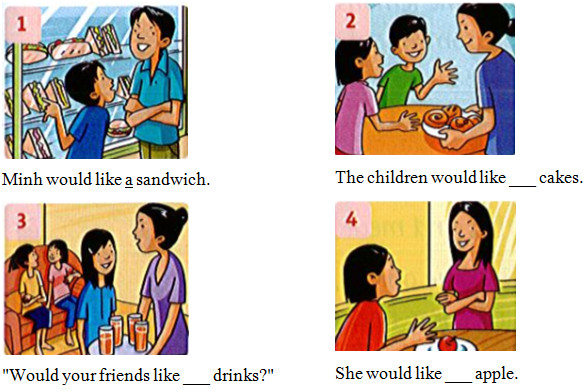 1
2
Minh would like a sandwich.
The children would like ___ cakes.
3
4
"Would your friends like ___ drinks?"
She would like ___ apple.